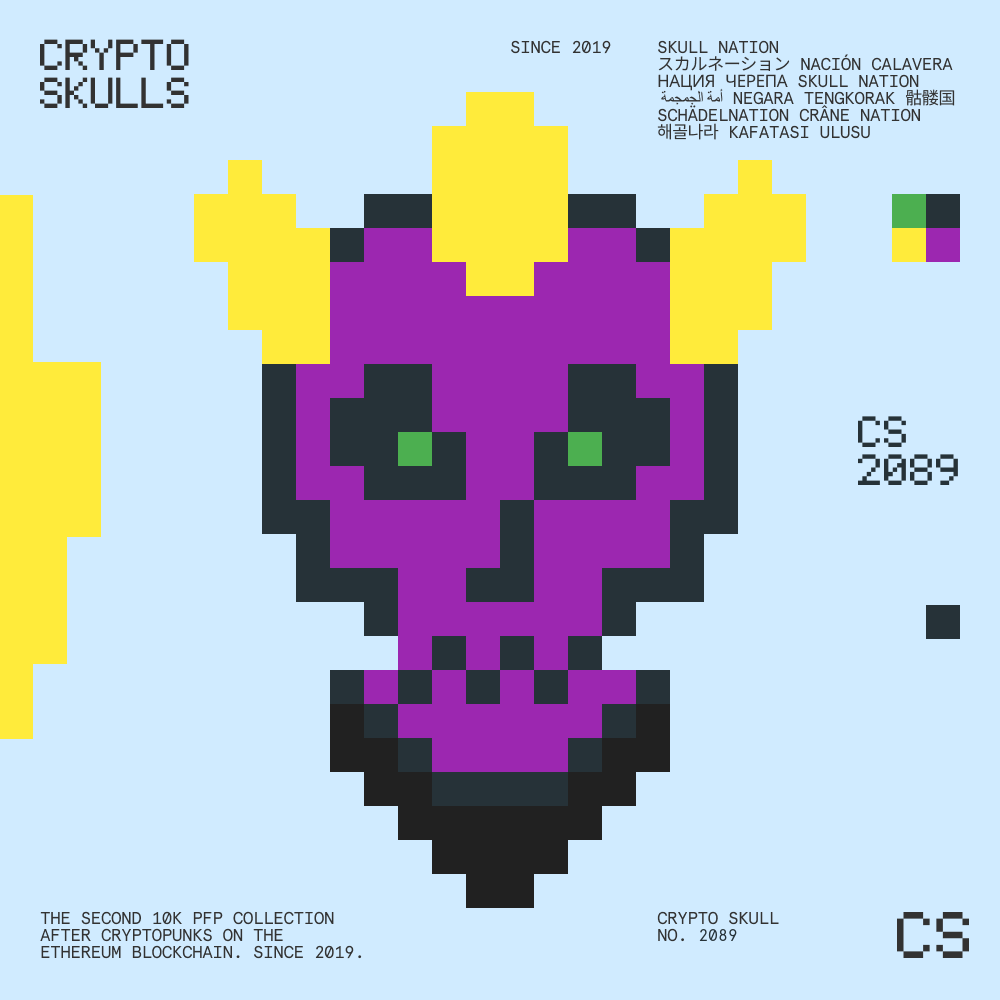 CRYPTO
SKULLS
SINCE 2019
SKULL NATION
スカルネーション NACIÓN CALAVERA
НАЦИЯ ЧЕРЕПА SKULL NATION
أمة الجمجمة NEGARA TENGKORAK 骷髅国
SCHÄDELNATION CRÂNE NATION
해골나라 KAFATASI ULUSU
CS
2089
THE SECOND 10K PFP COLLECTION
AFTER CRYPTOPUNKS ON THE
ETHEREUM BLOCKCHAIN. SINCE 2019.
CRYPTO SKULL
NO. 2089
CS